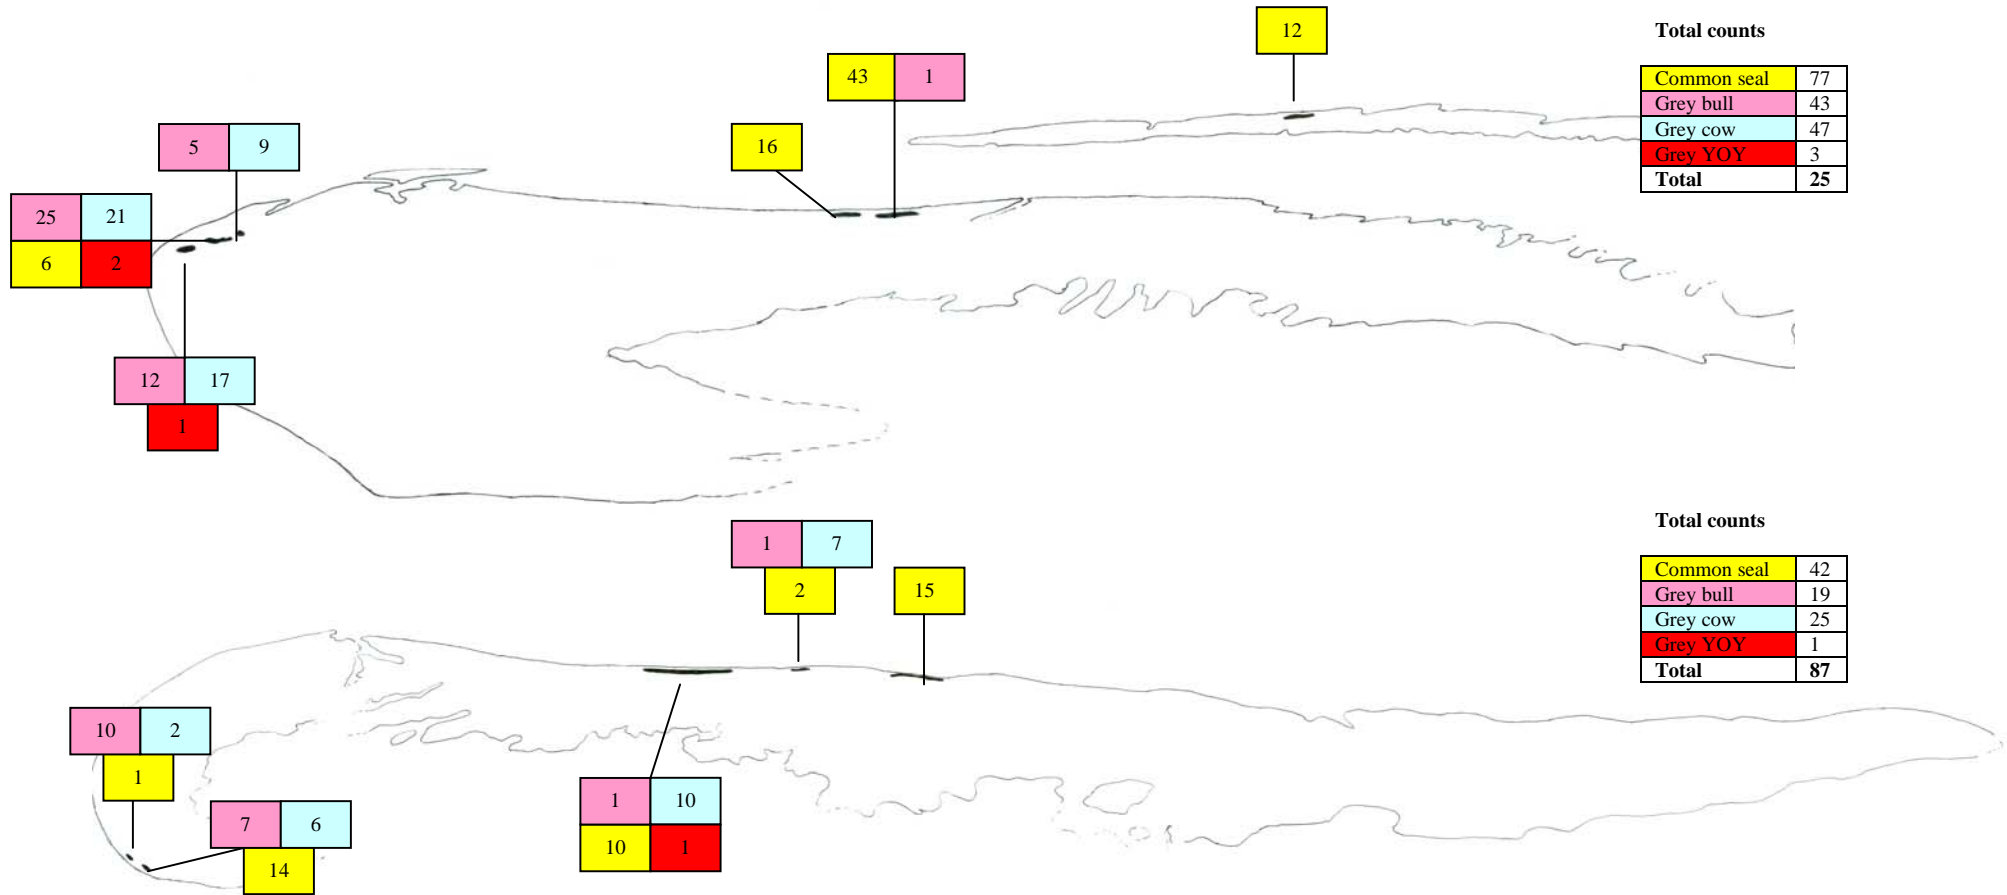 12
Total counts
43 1
Common seal 77
Grey bull 43
Grey cow 47
Grey YOY 3
Total 25
5 9
16
25 21
6 2
12 17
1
Total counts
1 7
2
15
Common seal 42
Grey bull 19
Grey cow 25
Grey YOY 1
Total 87
10 2
1
1 10
10 1
7 6
14